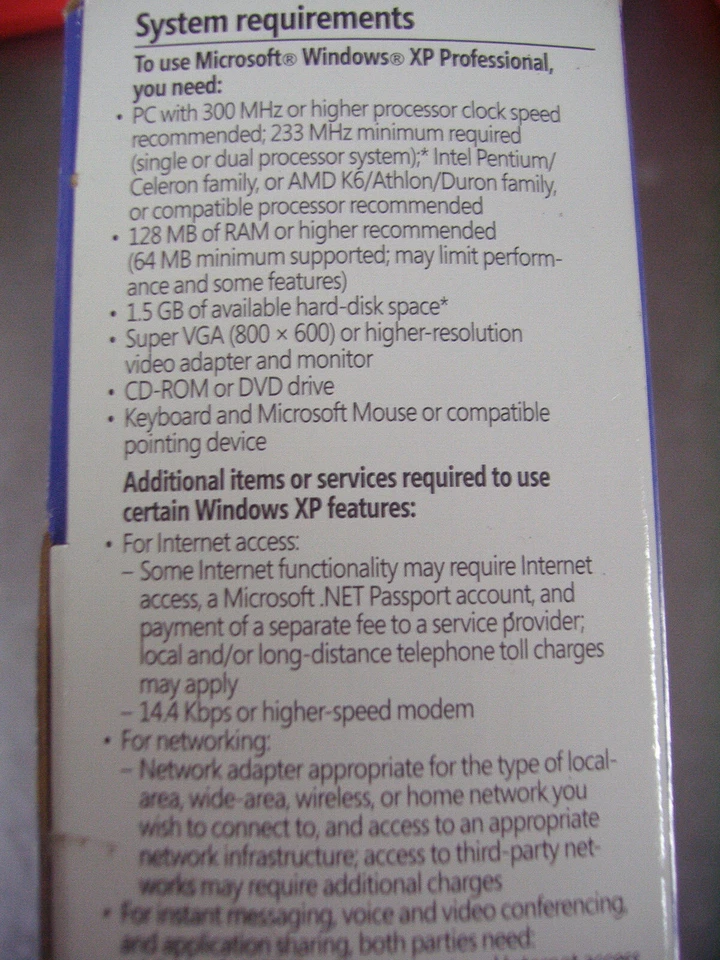 System requirements
To use Microsoft® Windows® XP Professional,
you need:
• PC with 300 MHz or higher processor clock speed
recommended; 233 MHz minimum required
(single or dual processor system);* Intel Pentium/
Celeron family, or AMD K6/Athlon/Duron family,
or compatible processor recommended
• 128 MB of RAM or higher recommended
(64 MB minimum supported; may limit perform-
ance and some features)
• 1.5 GB of available hard-disk space*
• Super VGA (800 × 600) or higher-resolution
video adapter and monitor
• CD-ROM or DVD drive
• Keyboard and Microsoft Mouse or compatible
pointing device
Additional items or services required to use
certain Windows XP features:
• For Internet access:
– Some Internet functionality may require Internet
access, a Microsoft .NET Passport account, and
payment of a separate fee to a service provider;
local and/or long-distance telephone toll charges
may apply
– 14.4 Kbps or higher-speed modem
• For networking:
– Network adapter appropriate for the type of local-
area, wide-area, wireless, or home network you
wish to connect to, and access to an appropriate
network infrastructure; access to third-party net-
works may require additional charges
• For instant messaging, voice and video conferencing,
and application sharing, both parties need: